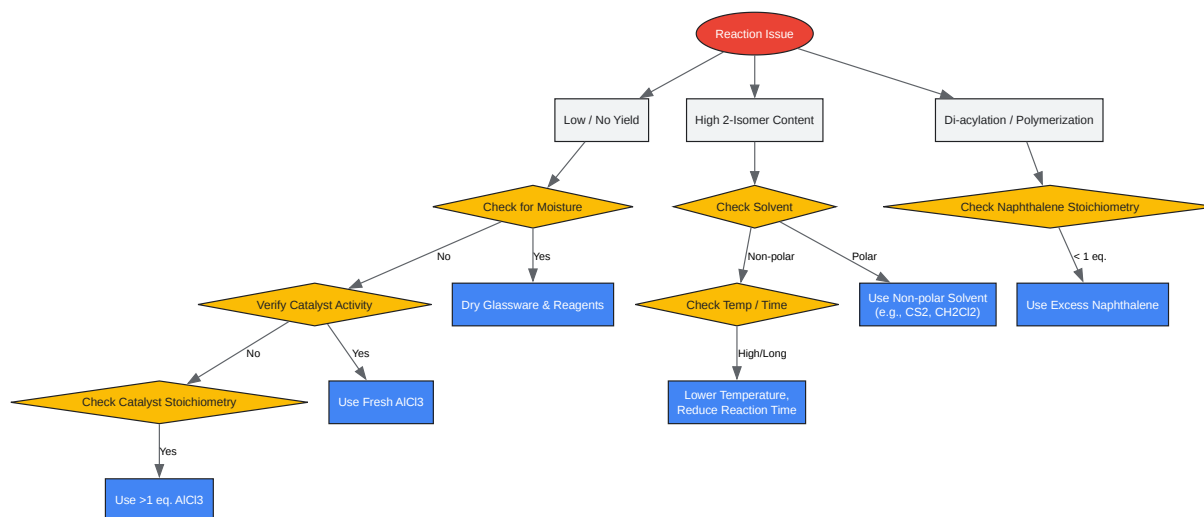 Reaction Issue
Low / No Yield
High 2-Isomer Content
Di-acylation / Polymerization
Check for Moisture
Check Solvent
Check Naphthalene Stoichiometry
No
Yes
Non-polar
Polar
< 1 eq.
Verify Catalyst Activity
Dry Glassware & Reagents
Check Temp / Time
Use Non-polar Solvent
(e.g., CS2, CH2Cl2)
Use Excess Naphthalene
No
Yes
High/Long
Check Catalyst Stoichiometry
Use Fresh AlCl3
Lower Temperature,
Reduce Reaction Time
Yes
Use >1 eq. AlCl3